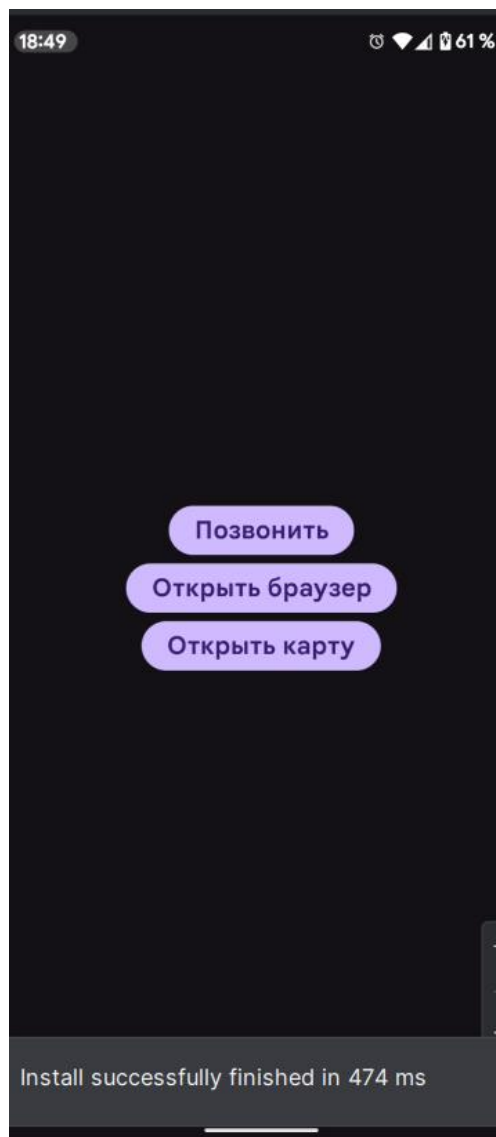 18:49 61 %
Позвонить
Открыть браузер
Открыть карту
Install successfully finished in 474 ms